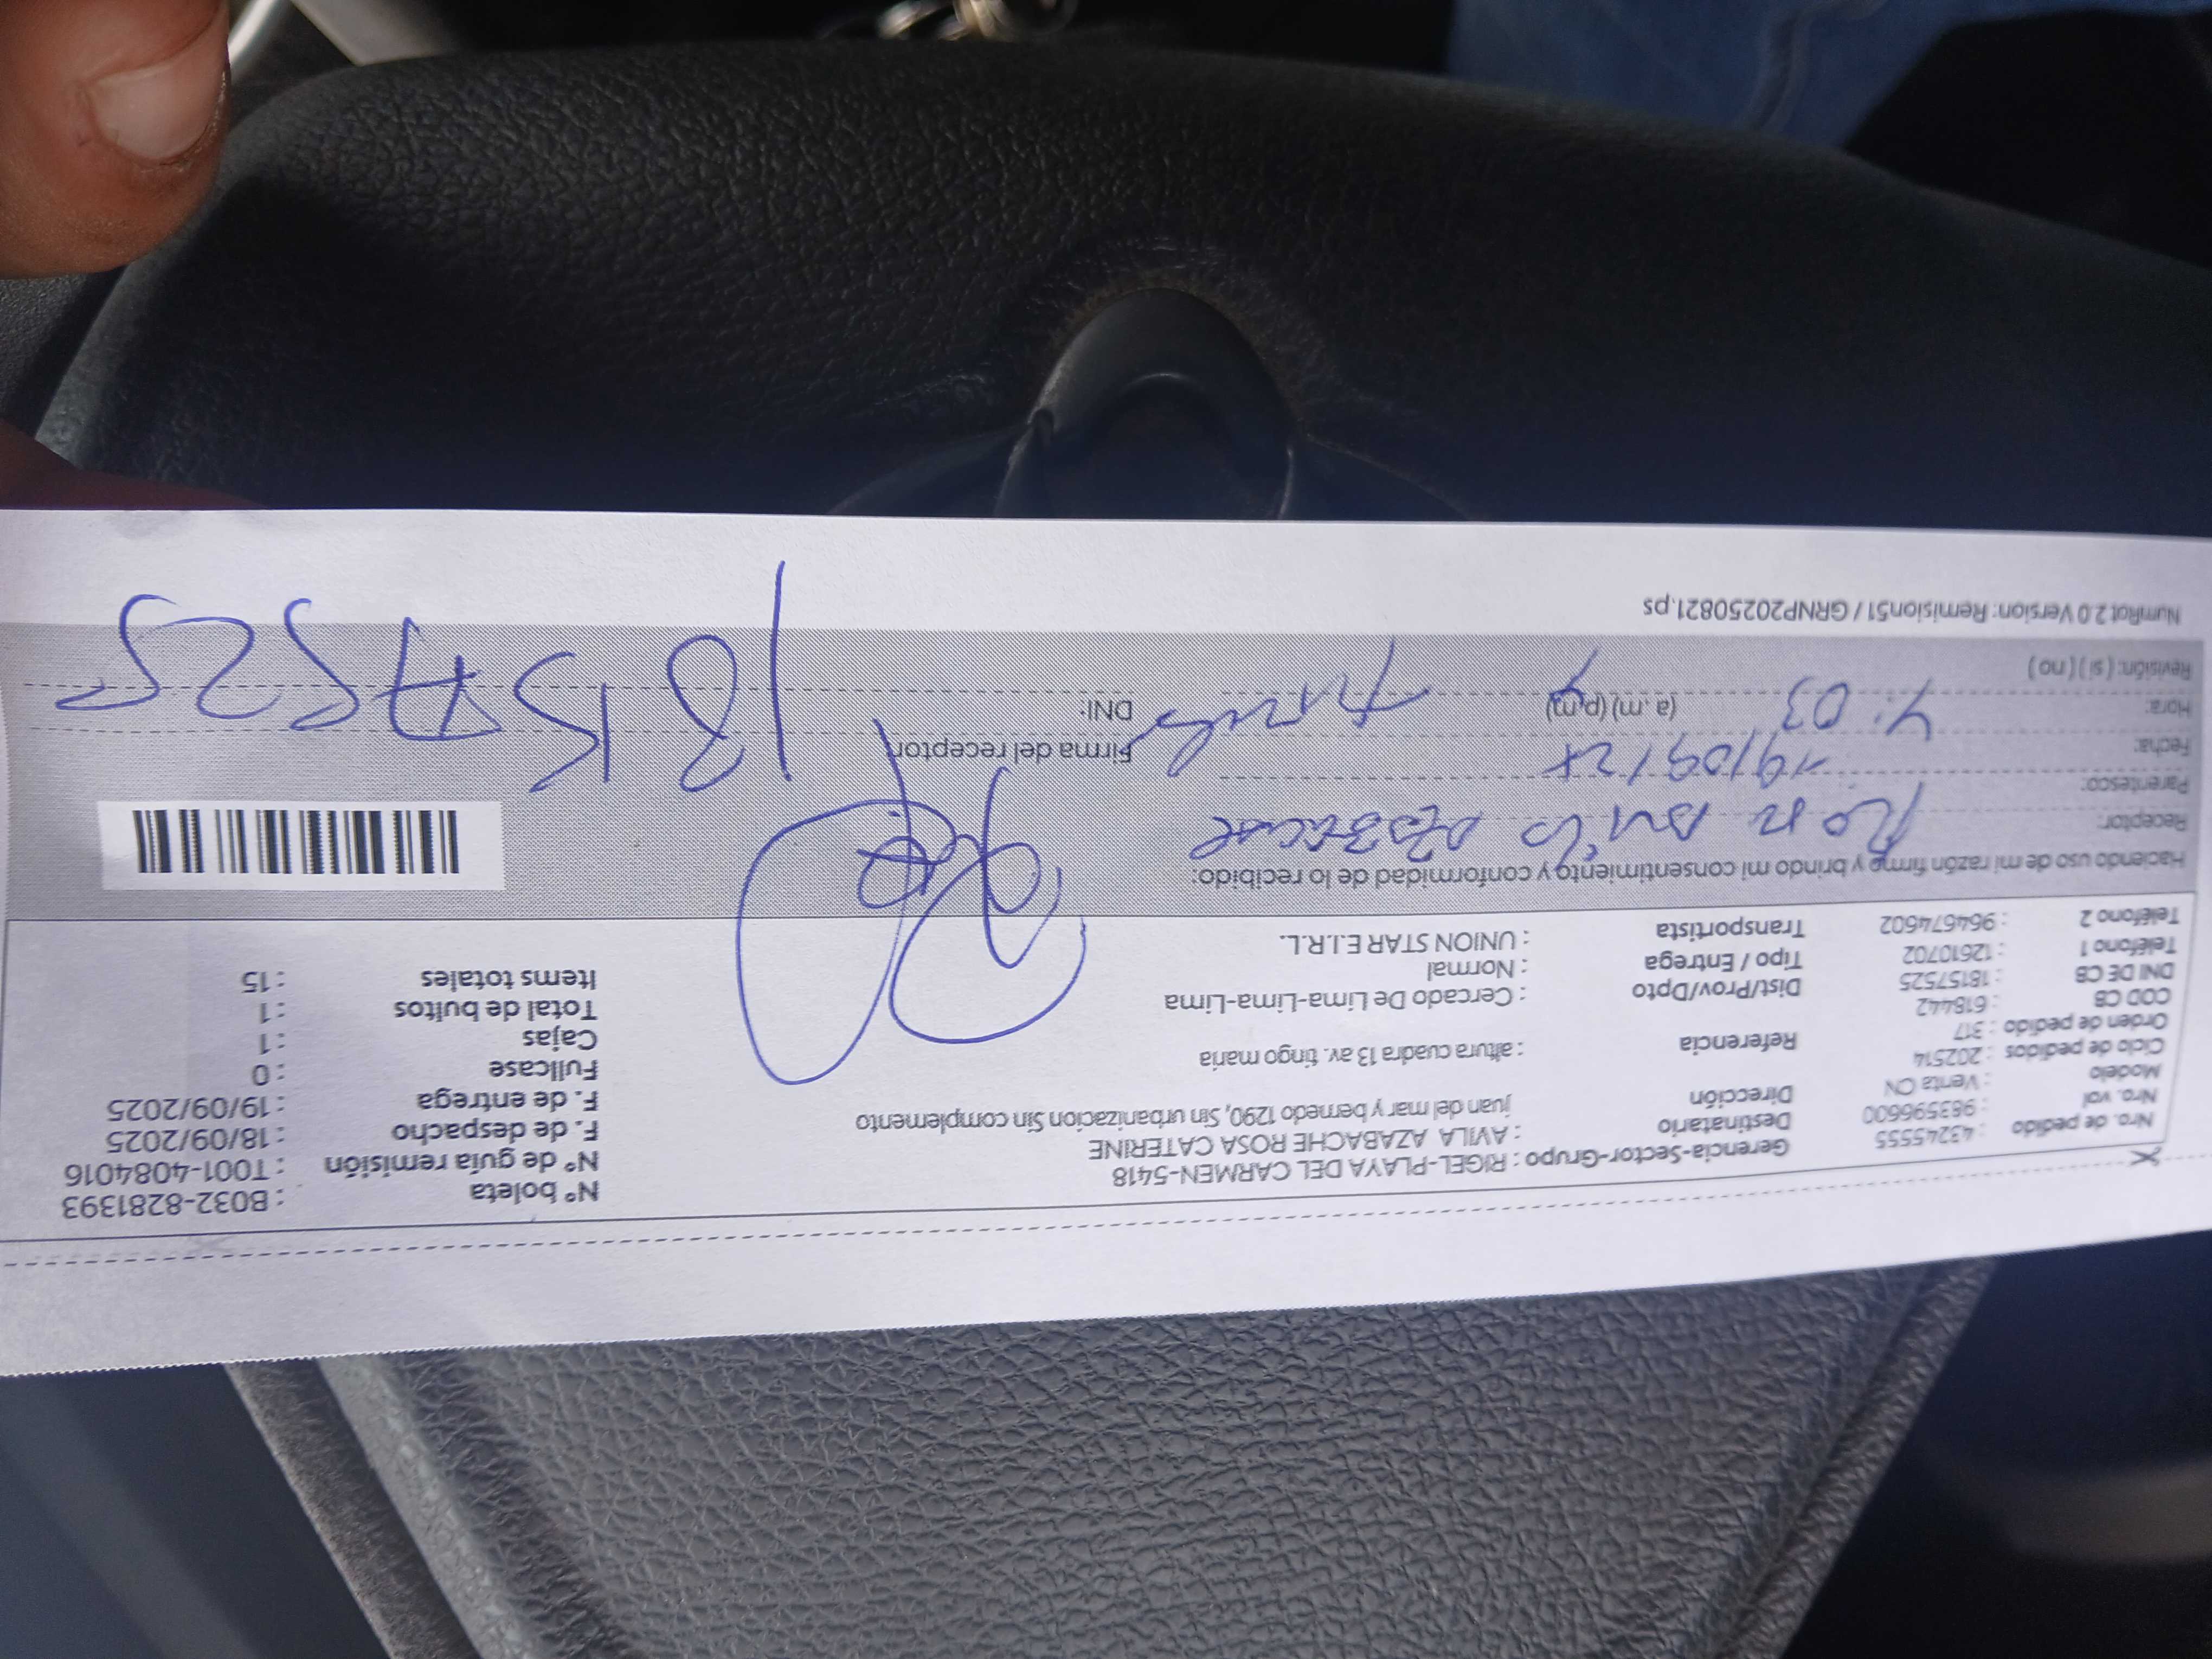 Nro. de pedido : 43245555
Nro. vol : 983596600
Modelo : Venta CN
Ciclo de pedidos : 202514
Orden de pedido : 317
COD CB : 618442
DNI DE CB : 18157525
Teléfono 1 : 12610702
Teléfono 2 : 964674602
Gerencia-Sector-Grupo : RIGEL-PLAYA DEL CARMEN-5418
Destinatario : AVILA AZABACHE ROSA CATERINE
Dirección juan del mar y bernedo 1290, Sin urbanizacion Sin complemento
Referencia : altura cuadra 13 av. tingo maria
Dist/Prov/Dpto : Cercado De Lima-Lima-Lima
Tipo / Entrega : Normal
Transportista : UNION STAR E.I.R.L.
N° boleta : B032-8281393
N° de guía remisión : T001-4084016
F. de despacho : 18/09/2025
F. de entrega : 19/09/2025
Fullcase : 0
Cajas : 1
Total de bultos : 1
Items totales : 15
Haciendo uso de mi razón firme y brindo mi consentimiento y conformidad de lo recibido:
Receptor:
Parentesco:
Fecha: 19/09/2
Hora: 4:03 (a.m) (p.m)
Revisión: ( si ) ( no )
Firma del receptor
DNI: 18157525
NumRot 2.0 Version: Remision51 / GRNP20250821.ps